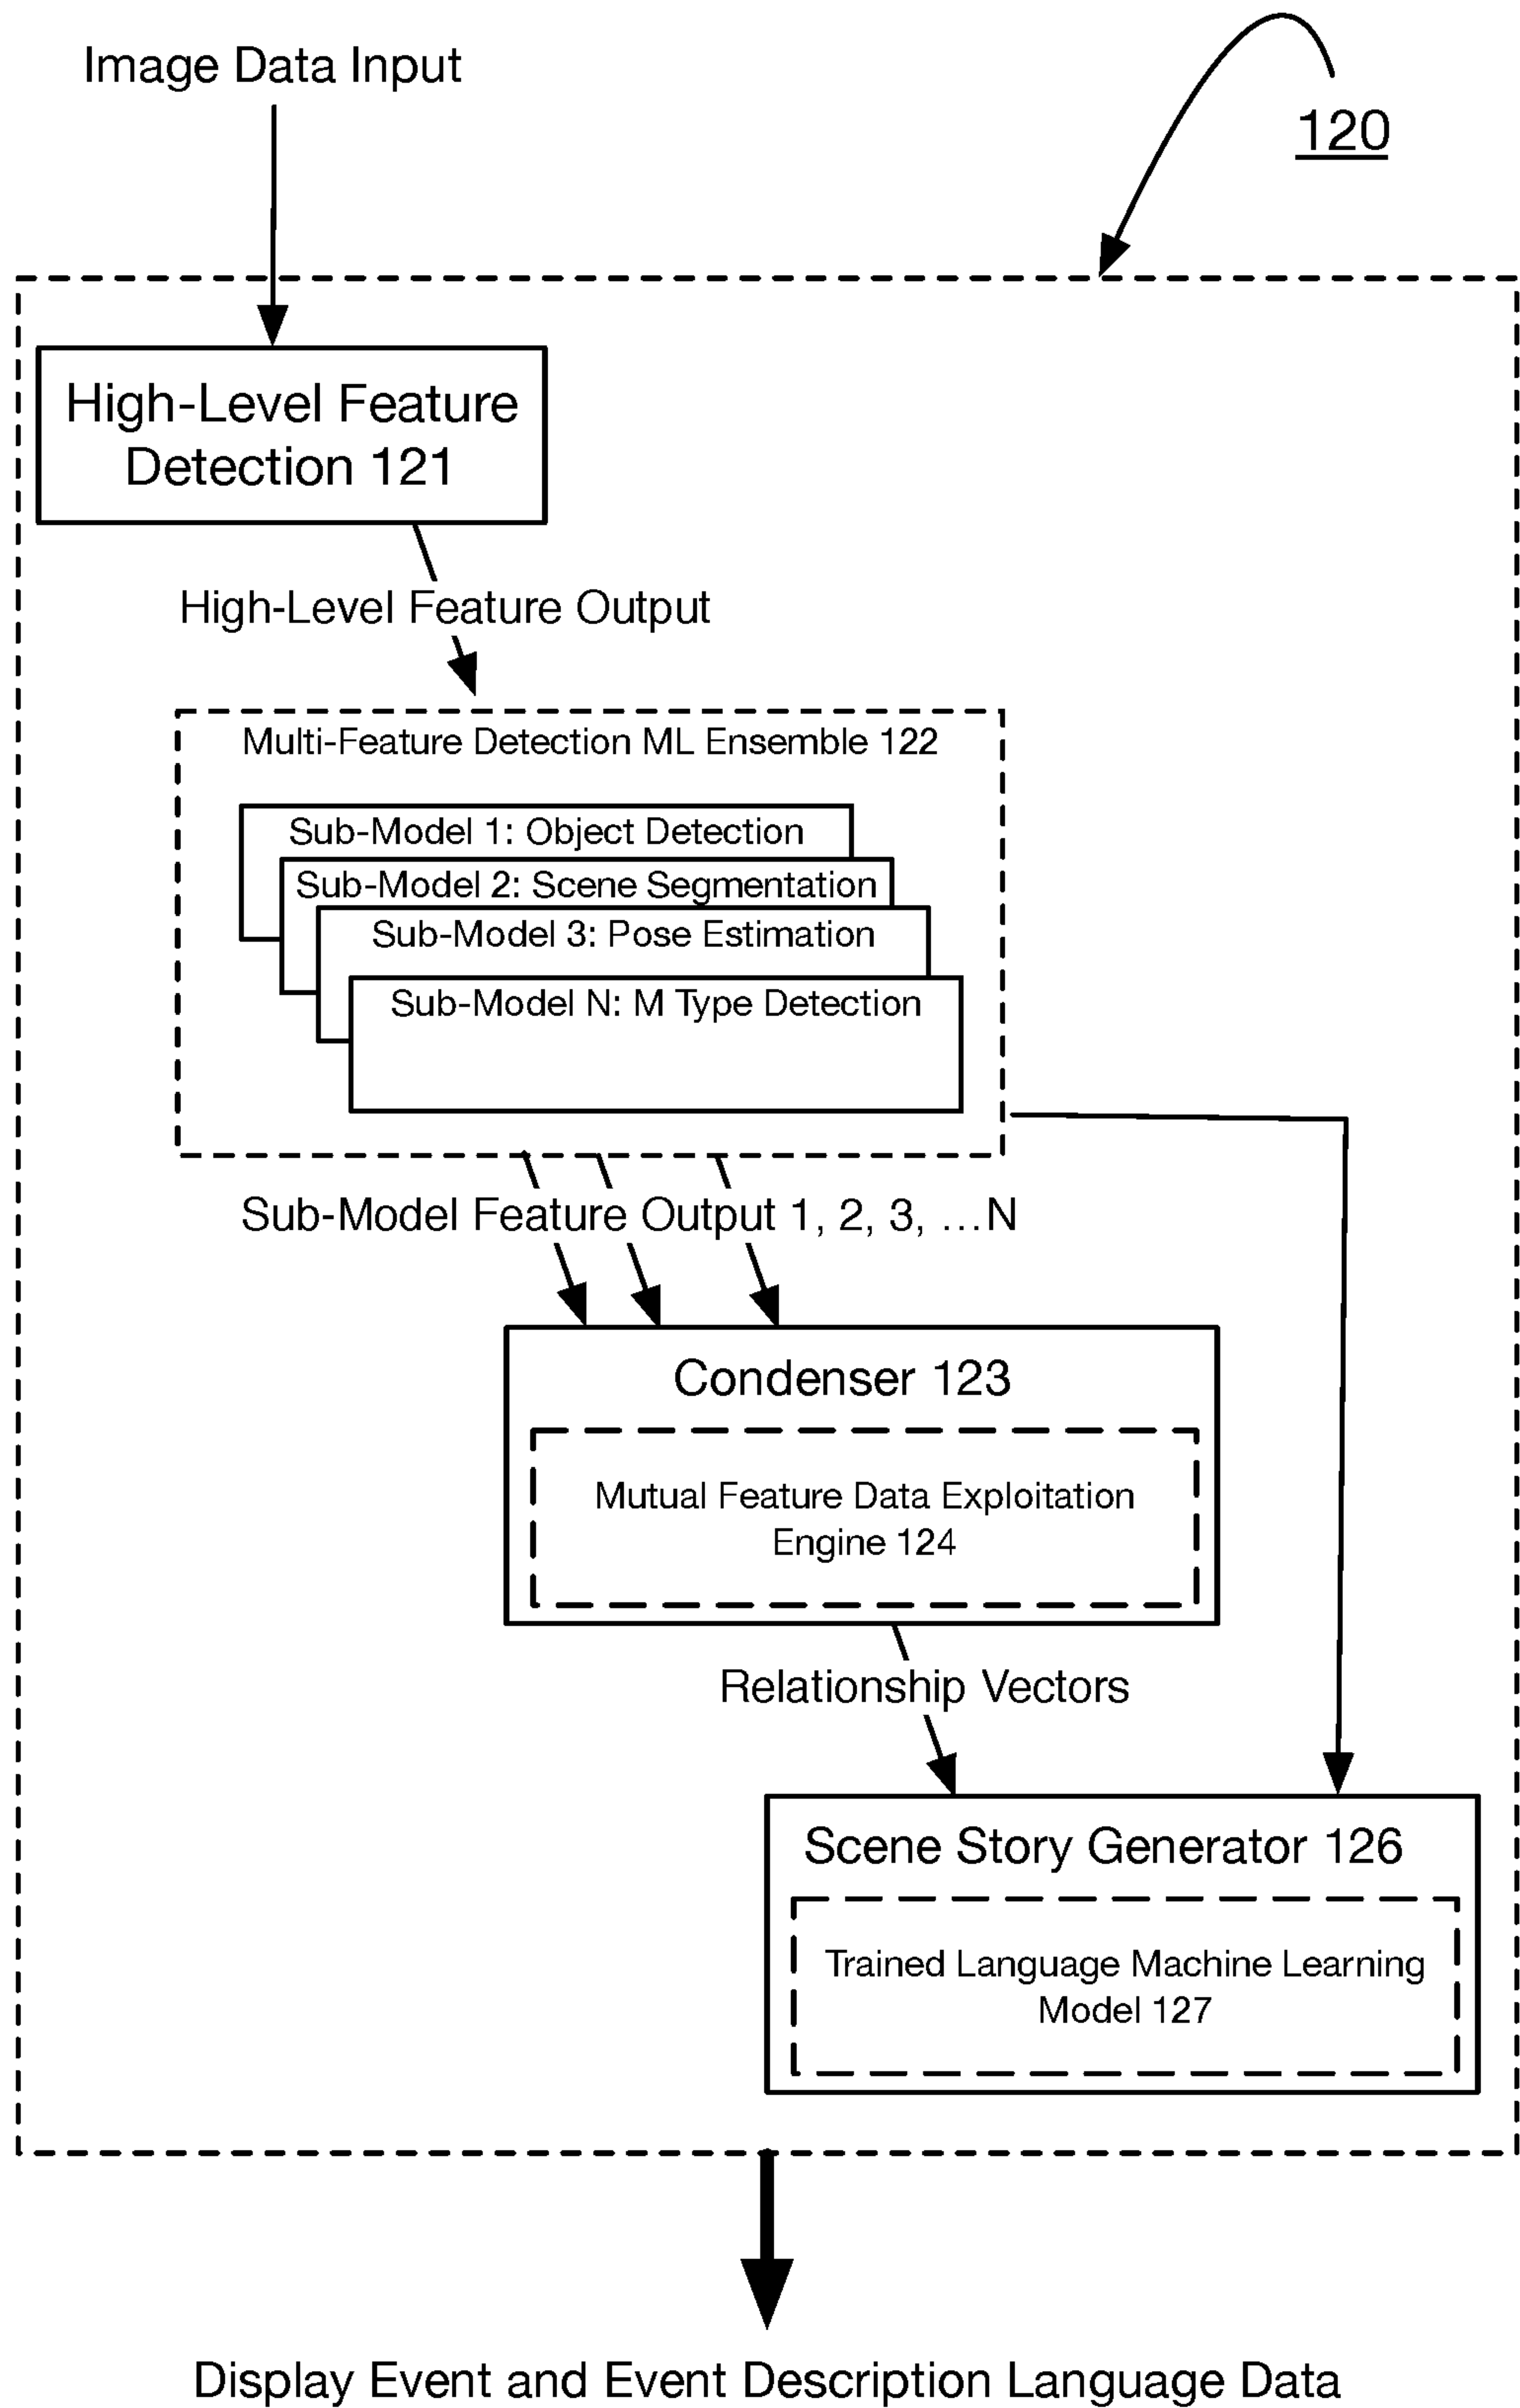 Image Data Input
120
High-Level Feature
Detection 121
High-Level Feature Output
Multi-Feature Detection ML Ensemble 122
Sub-Model 1: Object Detection
Sub-Model 2: Scene Segmentation
Sub-Model 3: Pose Estimation
Sub-Model N: M Type Detection
Sub-Model Feature Output 1, 2, 3, …N
Condenser 123
Mutual Feature Data Exploitation
Engine 124
Relationship Vectors
Scene Story Generator 126
Trained Language Machine Learning
Model 127
Display Event and Event Description Language Data